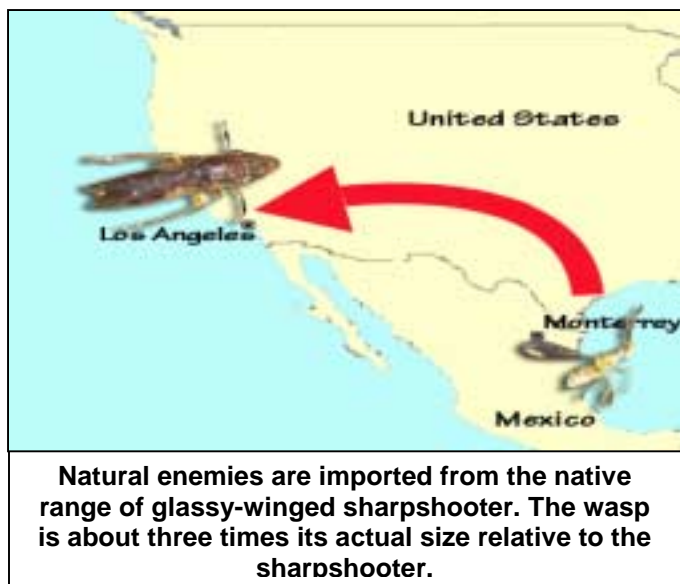 United States
Los Angeles
Monterrey
Mexico
Natural enemies are imported from the native
range of glassy-winged sharpshooter. The wasp
is about three times its actual size relative to the
sharpshooter.